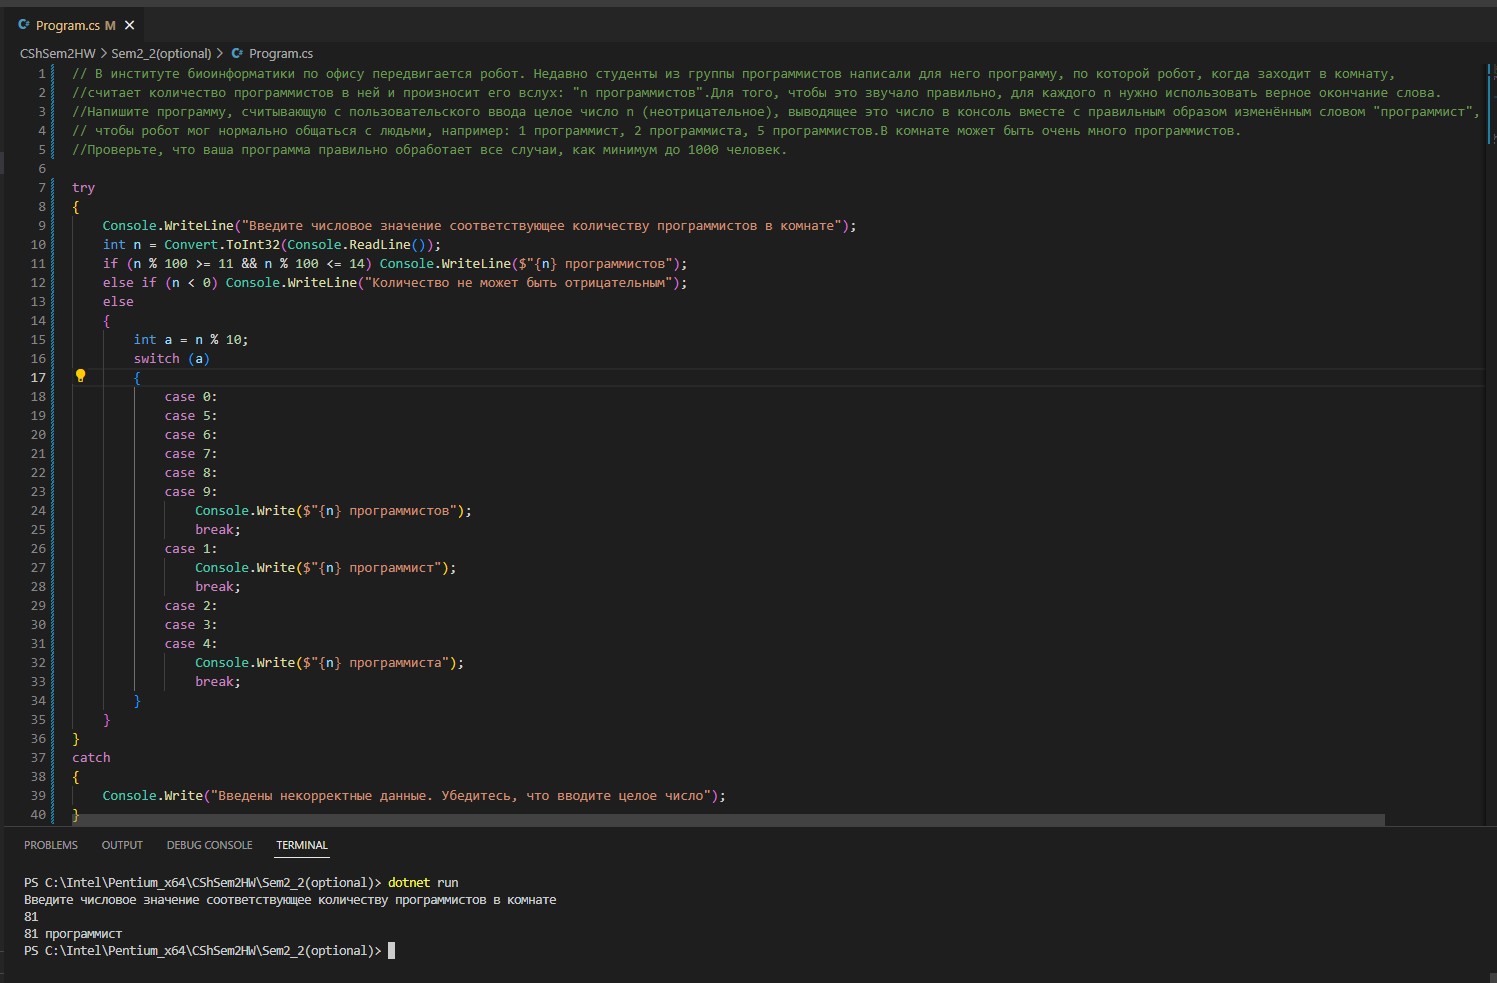 Program.cs M
CShSem2HW > Sem2_2(optional) > Program.cs
1 // В институте биоинформатики по офису передвигается робот. Недавно студенты из группы программистов написали для него программу, по которой робот, когда заходит в комнату,
2 //считает количество программистов в ней и произносит его вслух: "n программистов".Для того, чтобы это звучало правильно, для каждого n нужно использовать верное окончание слова.
3 //Напишите программу, считывающую с пользовательского ввода целое число n (неотрицательное), выводящее это число в консоль вместе с правильным образом изменённым словом "программист",
4 // чтобы робот мог нормально общаться с людьми, например: 1 программист, 2 программиста, 5 программистов.В комнате может быть очень много программистов.
5 //Проверьте, что ваша программа правильно обработает все случаи, как минимум до 1000 человек.
6
7 try
8 {
9 Console.WriteLine("Введите числовое значение соответствующее количеству программистов в комнате");
10 int n = Convert.ToInt32(Console.ReadLine());
11 if (n % 100 >= 11 && n % 100 <= 14) Console.WriteLine($"{n} программистов");
12 else if (n < 0) Console.WriteLine("Количество не может быть отрицательным");
13 else
14 {
15 int a = n % 10;
16 switch (a)
17 {
18 case 0:
19 case 5:
20 case 6:
21 case 7:
22 case 8:
23 case 9:
24 Console.Write($"{n} программистов");
25 break;
26 case 1:
27 Console.Write($"{n} программист");
28 break;
29 case 2:
30 case 3:
31 case 4:
32 Console.Write($"{n} программиста");
33 break;
34 }
35 }
36 }
37 catch
38 {
39 Console.Write("Введены некорректные данные. Убедитесь, что вводите целое число");
40 }
PROBLEMS OUTPUT DEBUG CONSOLE TERMINAL
PS C:\Intel\Pentium_x64\CShSem2HW\Sem2_2(optional)> dotnet run
Введите числовое значение соответствующее количеству программистов в комнате
81
81 программист
PS C:\Intel\Pentium_x64\CShSem2HW\Sem2_2(optional)>